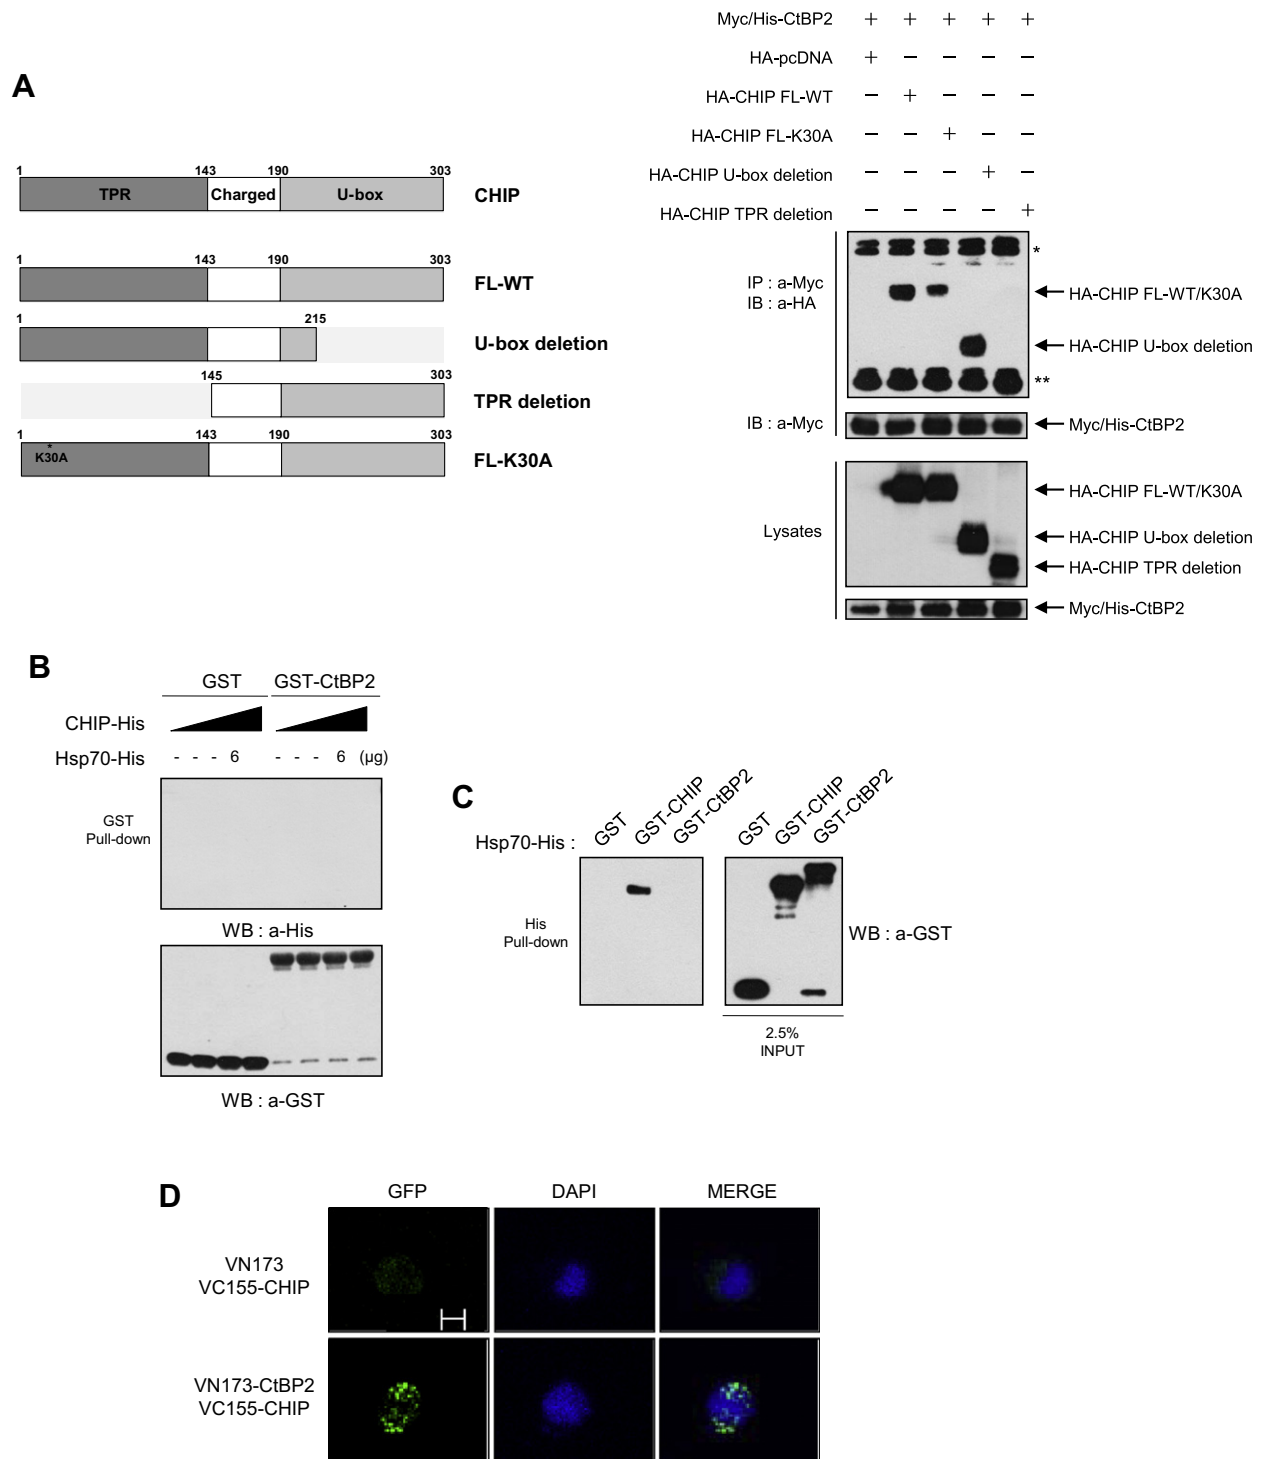 A
1 143 190 303
TPR Charged U-box CHIP
1 143 190 303
FL-WT
1 215
U-box deletion
145 303
TPR deletion
1 143 190 303
*
K30A
FL-K30A
Myc/His-CtBP2 + + + + +
HA-pcDNA + − − − −
HA-CHIP FL-WT − + − − −
HA-CHIP FL-K30A − − + − −
HA-CHIP U-box deletion − − − + −
HA-CHIP TPR deletion − − − − +
*
IP : a-Myc
IB : a-HA
HA-CHIP FL-WT/K30A
HA-CHIP U-box deletion
**
IB : a-Myc
Myc/His-CtBP2
Lysates
HA-CHIP FL-WT/K30A
HA-CHIP U-box deletion
HA-CHIP TPR deletion
Myc/His-CtBP2
B
GST GST-CtBP2
CHIP-His
Hsp70-His - - - 6 - - - 6 (μg)
GST
Pull-down
WB : a-His
WB : a-GST
C
Hsp70-His : GST GST-CHIP GST-CtBP2 GST GST-CHIP GST-CtBP2
His
Pull-down
WB : a-GST
2.5%
INPUT
D
GFP DAPI MERGE
VN173
VC155-CHIP
VN173-CtBP2
VC155-CHIP